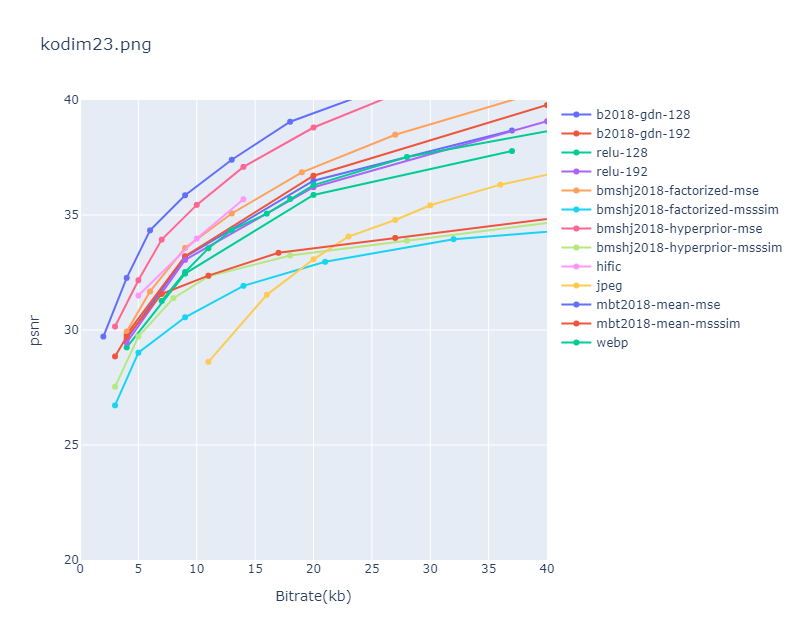 kodim23.png
40
35
30
25
20
psnr
0 5 10 15 20 25 30 35 40
Bitrate(kb)
b2018-gdn-128
b2018-gdn-192
relu-128
relu-192
bmshj2018-factorized-mse
bmshj2018-factorized-msssim
bmshj2018-hyperprior-mse
bmshj2018-hyperprior-msssim
hific
jpeg
mbt2018-mean-mse
mbt2018-mean-msssim
webp